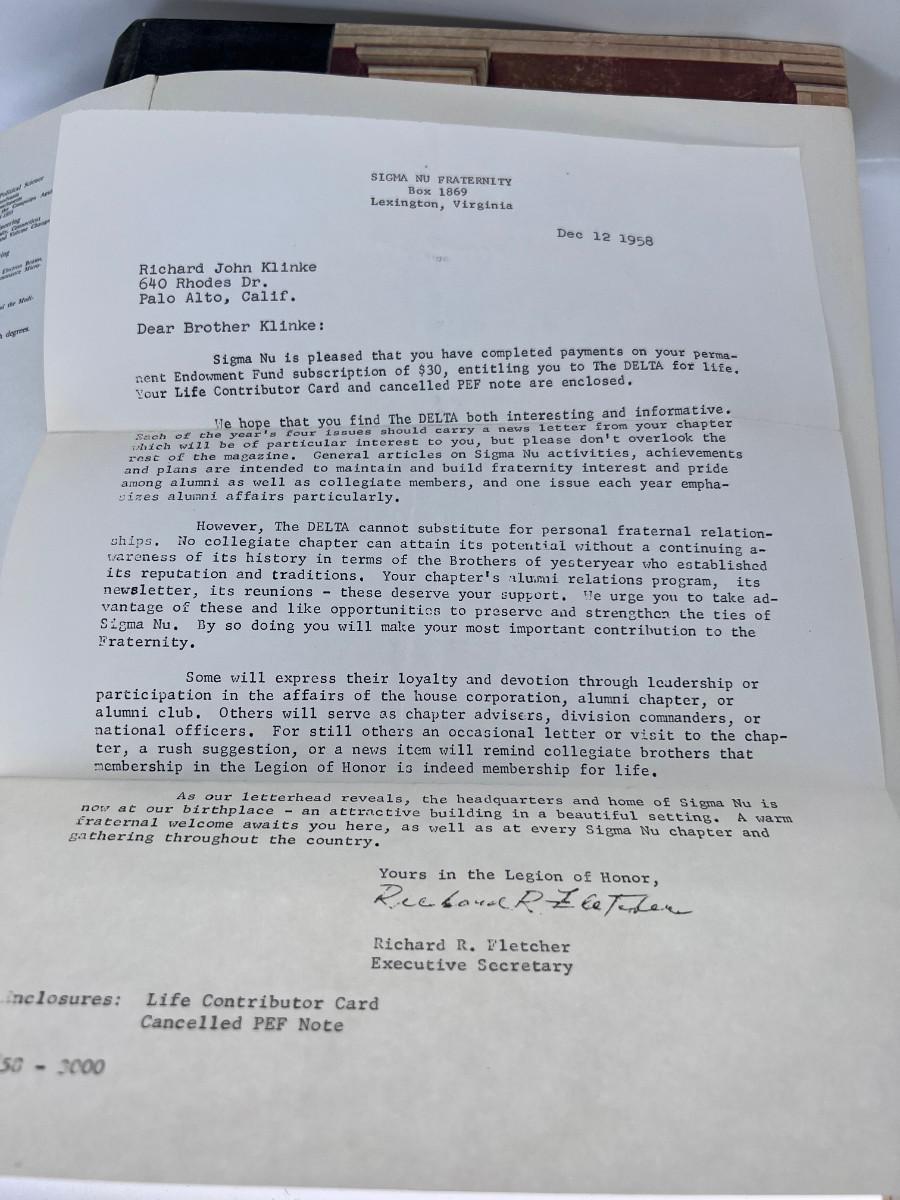 SIGMA NU FRATERNITY
Box 1869
Lexington, Virginia
Dec 12 1958
Richard John Klinke
640 Rhodes Dr.
Palo Alto, Calif.
Dear Brother Klinke:
Sigma Nu is pleased that you have completed payments on your perma-
nent Endowment Fund subscription of $30, entitling you to The DELTA for life.
Your Life Contributor Card and cancelled PEF note are enclosed.
We hope that you find The DELTA both interesting and informative.
Each of the year's four issues should carry a news letter from your chapter
which will be of particular interest to you, but please don't overlook the
rest of the magazine. General articles on Sigma Nu activities, achievements
and plans are intended to maintain and build fraternity interest and pride
among alumni as well as collegiate members, and one issue each year empha-
sizes alumni affairs particularly.
However, The DELTA cannot substitute for personal fraternal relation-
ships. No collegiate chapter can attain its potential without a continuing a-
wareness of its history in terms of the Brothers of yesteryear who established
its reputation and traditions. Your chapter's alumni relations program, its
newsletter, its reunions - these deserve your support. We urge you to take ad-
vantage of these and like opportunities to preserve and strengthen the ties of
Sigma Nu. By so doing you will make your most important contribution to the
Fraternity.
Some will express their loyalty and devotion through leadership or
participation in the affairs of the house corporation, alumni chapter, or
alumni club. Others will serve as chapter advisers, division commanders, or
national officers. For still others an occasional letter or visit to the chap-
ter, a rush suggestion, or a news item will remind collegiate brothers that
membership in the Legion of Honor is indeed membership for life.
As our letterhead reveals, the headquarters and home of Sigma Nu is
now at our birthplace - an attractive building in a beautiful setting. A warm
fraternal welcome awaits you here, as well as at every Sigma Nu chapter and
gathering throughout the country.
Yours in the Legion of Honor,
Richard R. Fletcher
Richard R. Fletcher
Executive Secretary
Enclosures: Life Contributor Card
Cancelled PEF Note
58 - 3000
Political Science
degrees.